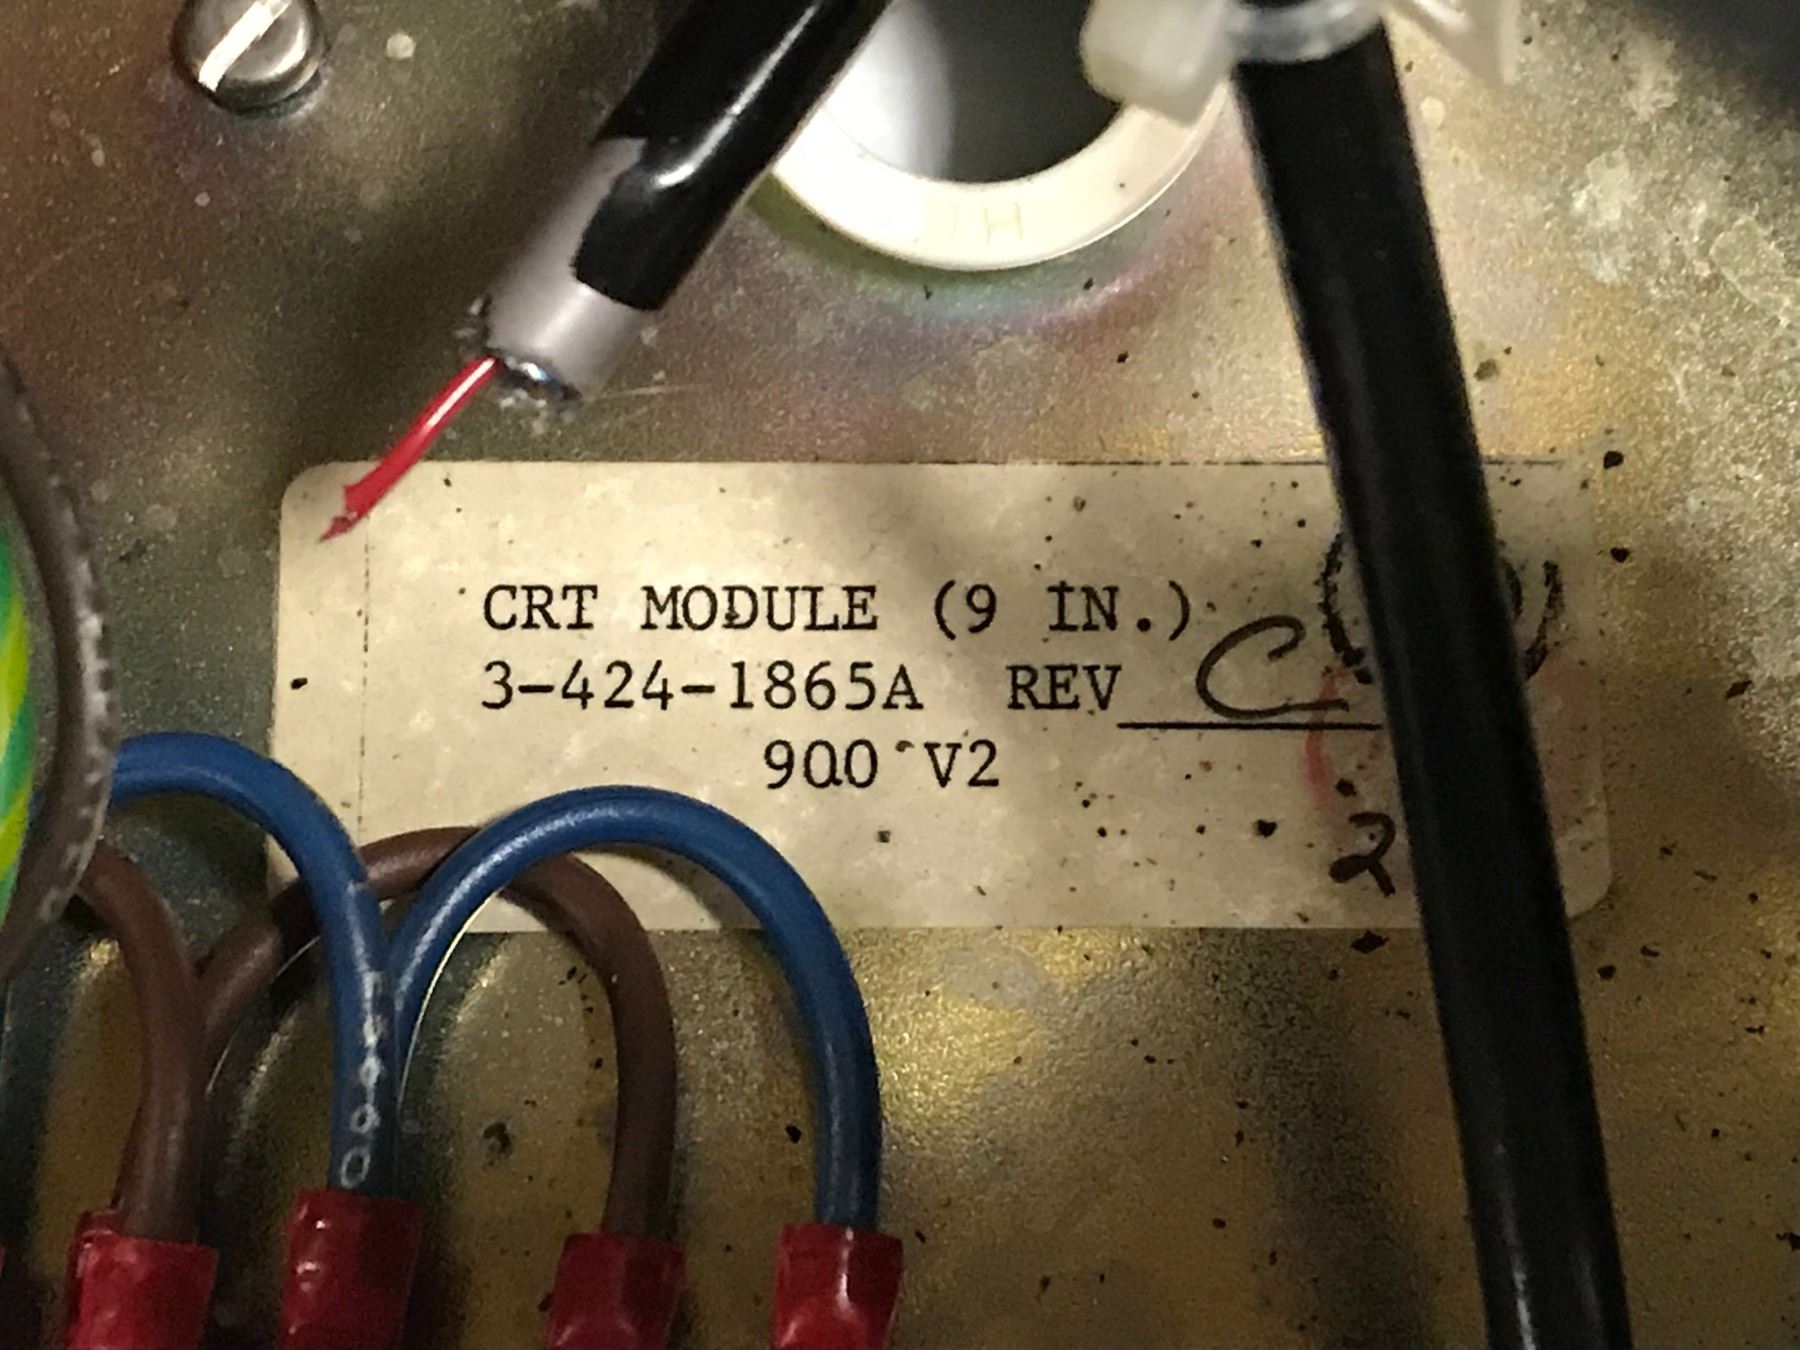 CRT MODULE (9 IN.)
3-424-1865A REV C
900 V2
2